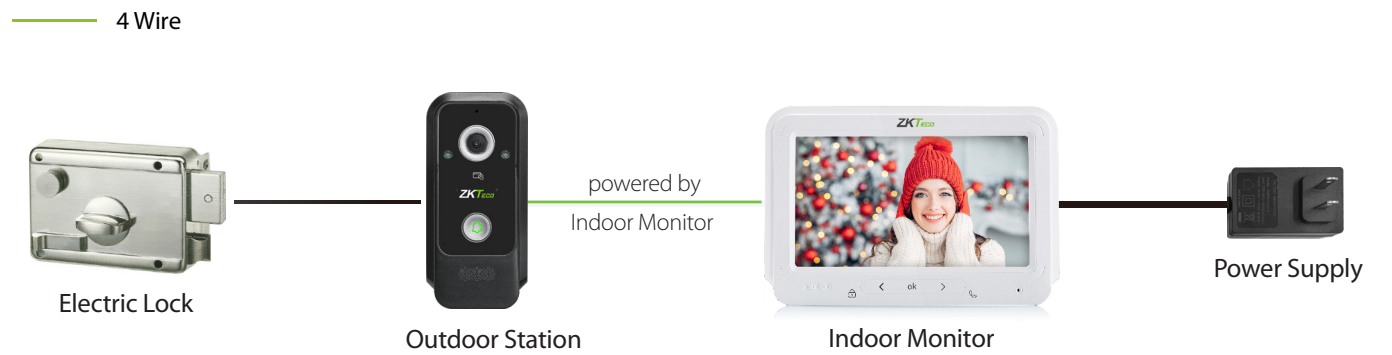 4 Wire
ZKTeco
ZKTeco
powered by
Indoor Monitor
ok
Electric Lock
Outdoor Station
Indoor Monitor
Power Supply